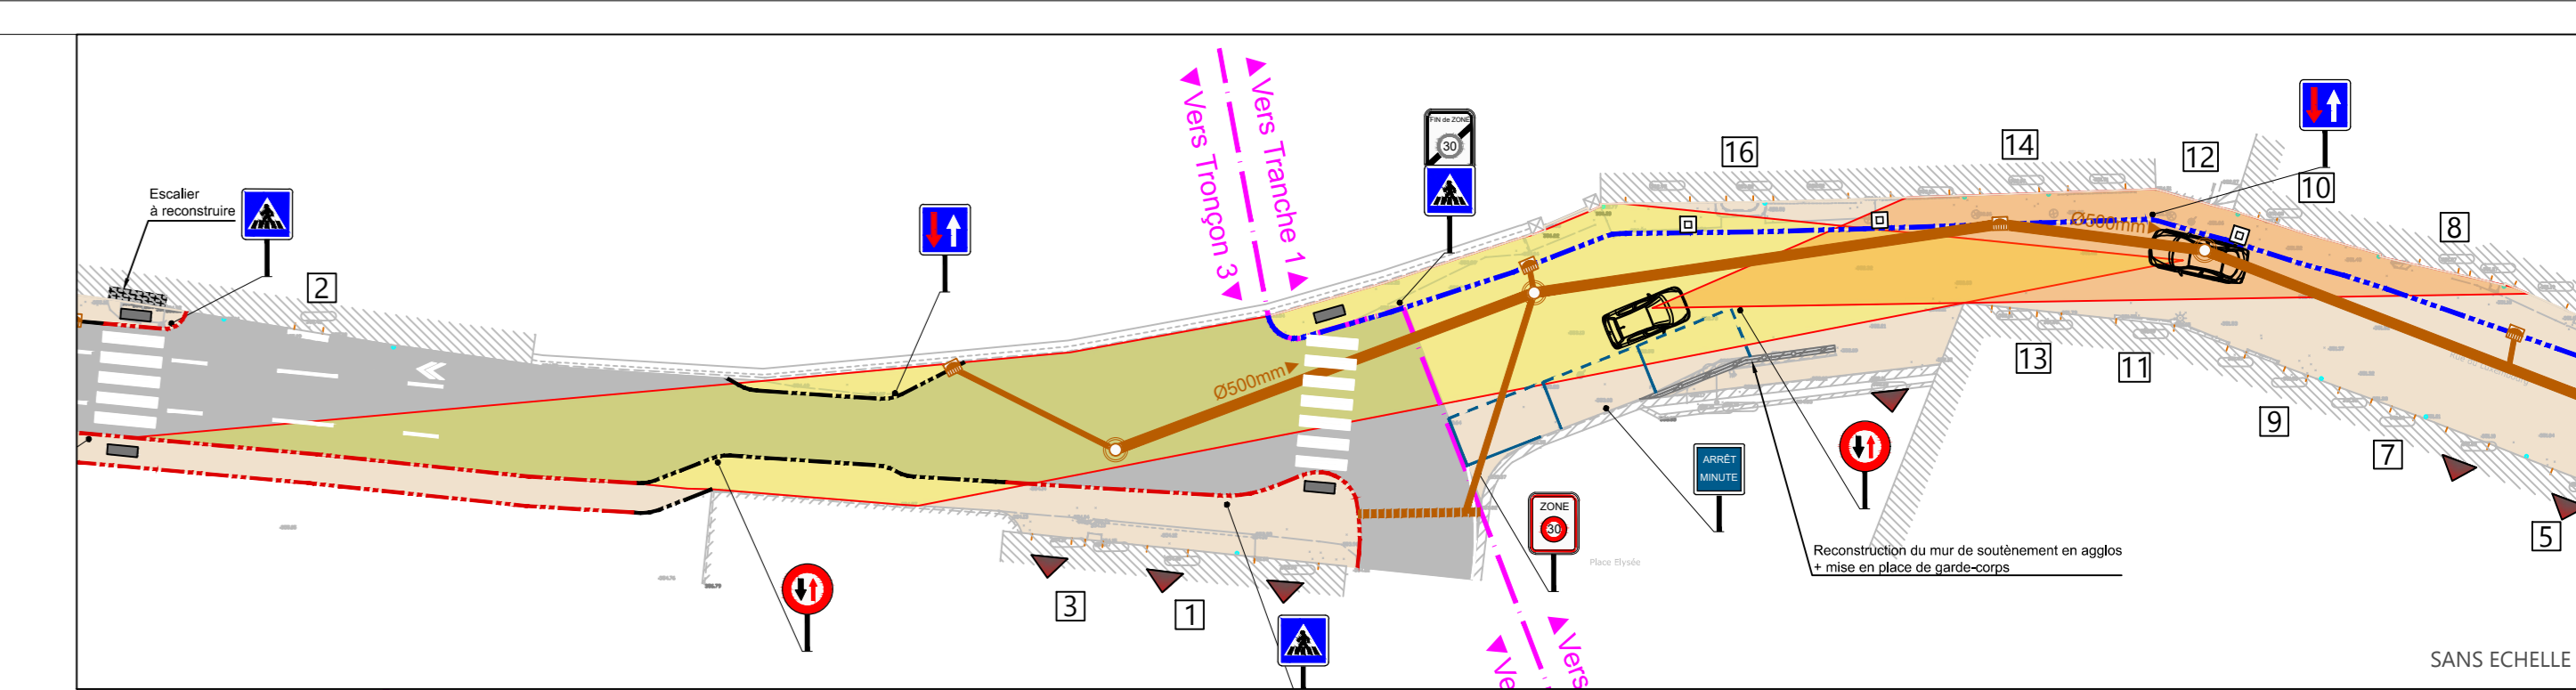 Escalier
à reconstruire
2
Vers Tronçon 3
Vers Tranche 1
FIN de ZONE
30
16
14
12
10
8
Ø500mm
Ø500mm
13
11
9
7
5
ARRÊT
MINUTE
ZONE
30
Place Elysée
Reconstruction du mur de soutènement en agglos
+ mise en place de garde-corps
3
1
Ve
Vers
SANS ECHELLE